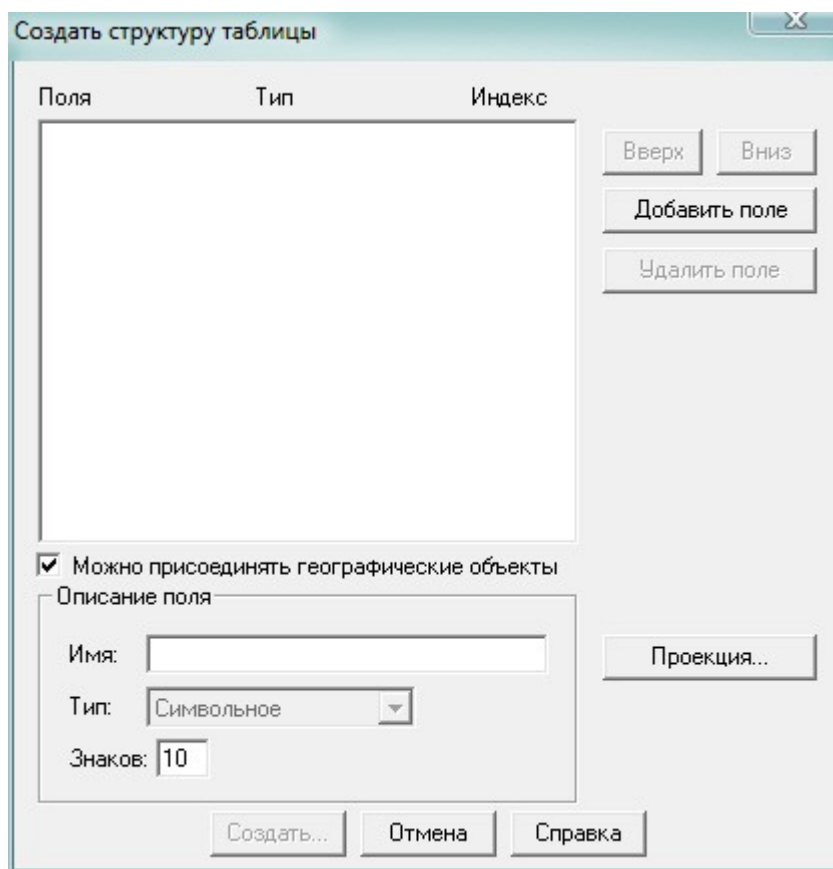 Создать структуру таблицы
Поля Тип Индекс
Вверх Вниз
Добавить поле
Удалить поле
Можно присоединять географические объекты
Описание поля
Имя:
Проекция...
Тип: Символьное
Знаков: 10
Создать... Отмена Справка